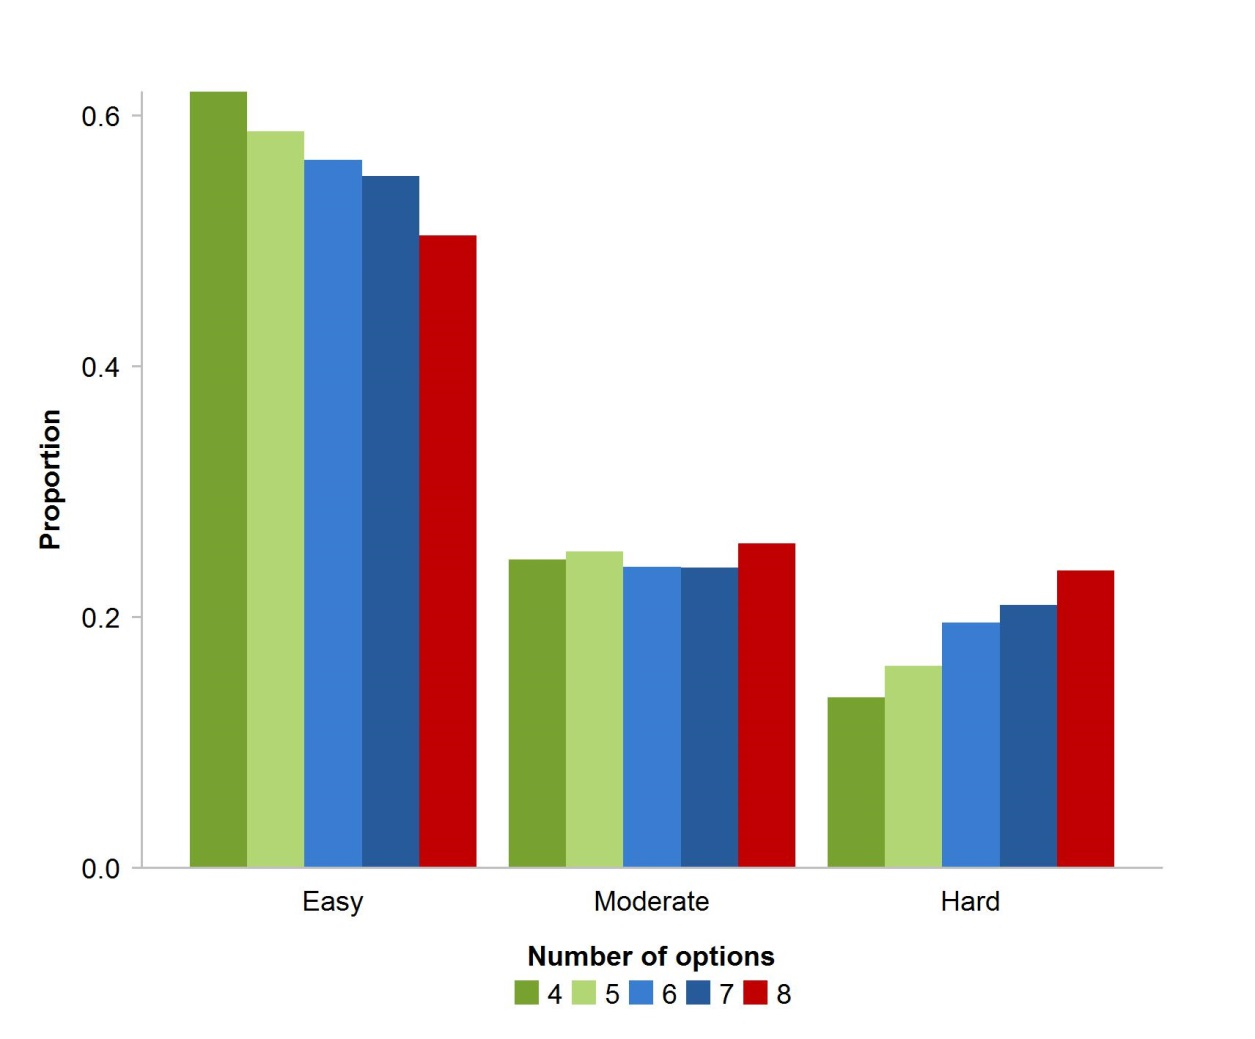 0.6
0.4
0.2
0.0
Proportion
Easy Moderate Hard
Number of options
4 5 6 7 8